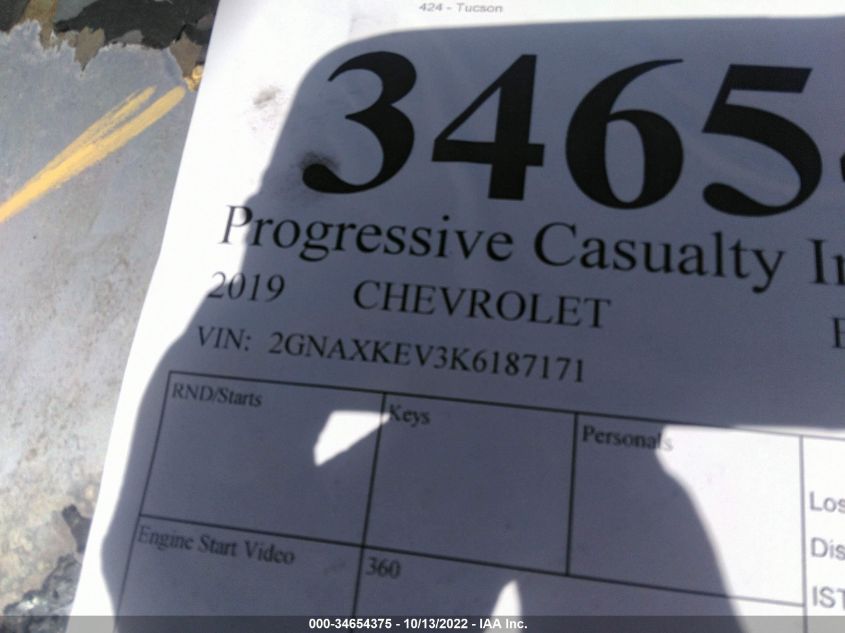 424 - Tucson
3465
Progressive Casualty
2019 CHEVROLET
VIN: 2GNAXKEV3K6187171
RND/Starts Keys Personals
Los
Dis
Engine Start Video 360
IST
000-34654375 - 10/13/2022 - IAA Inc.